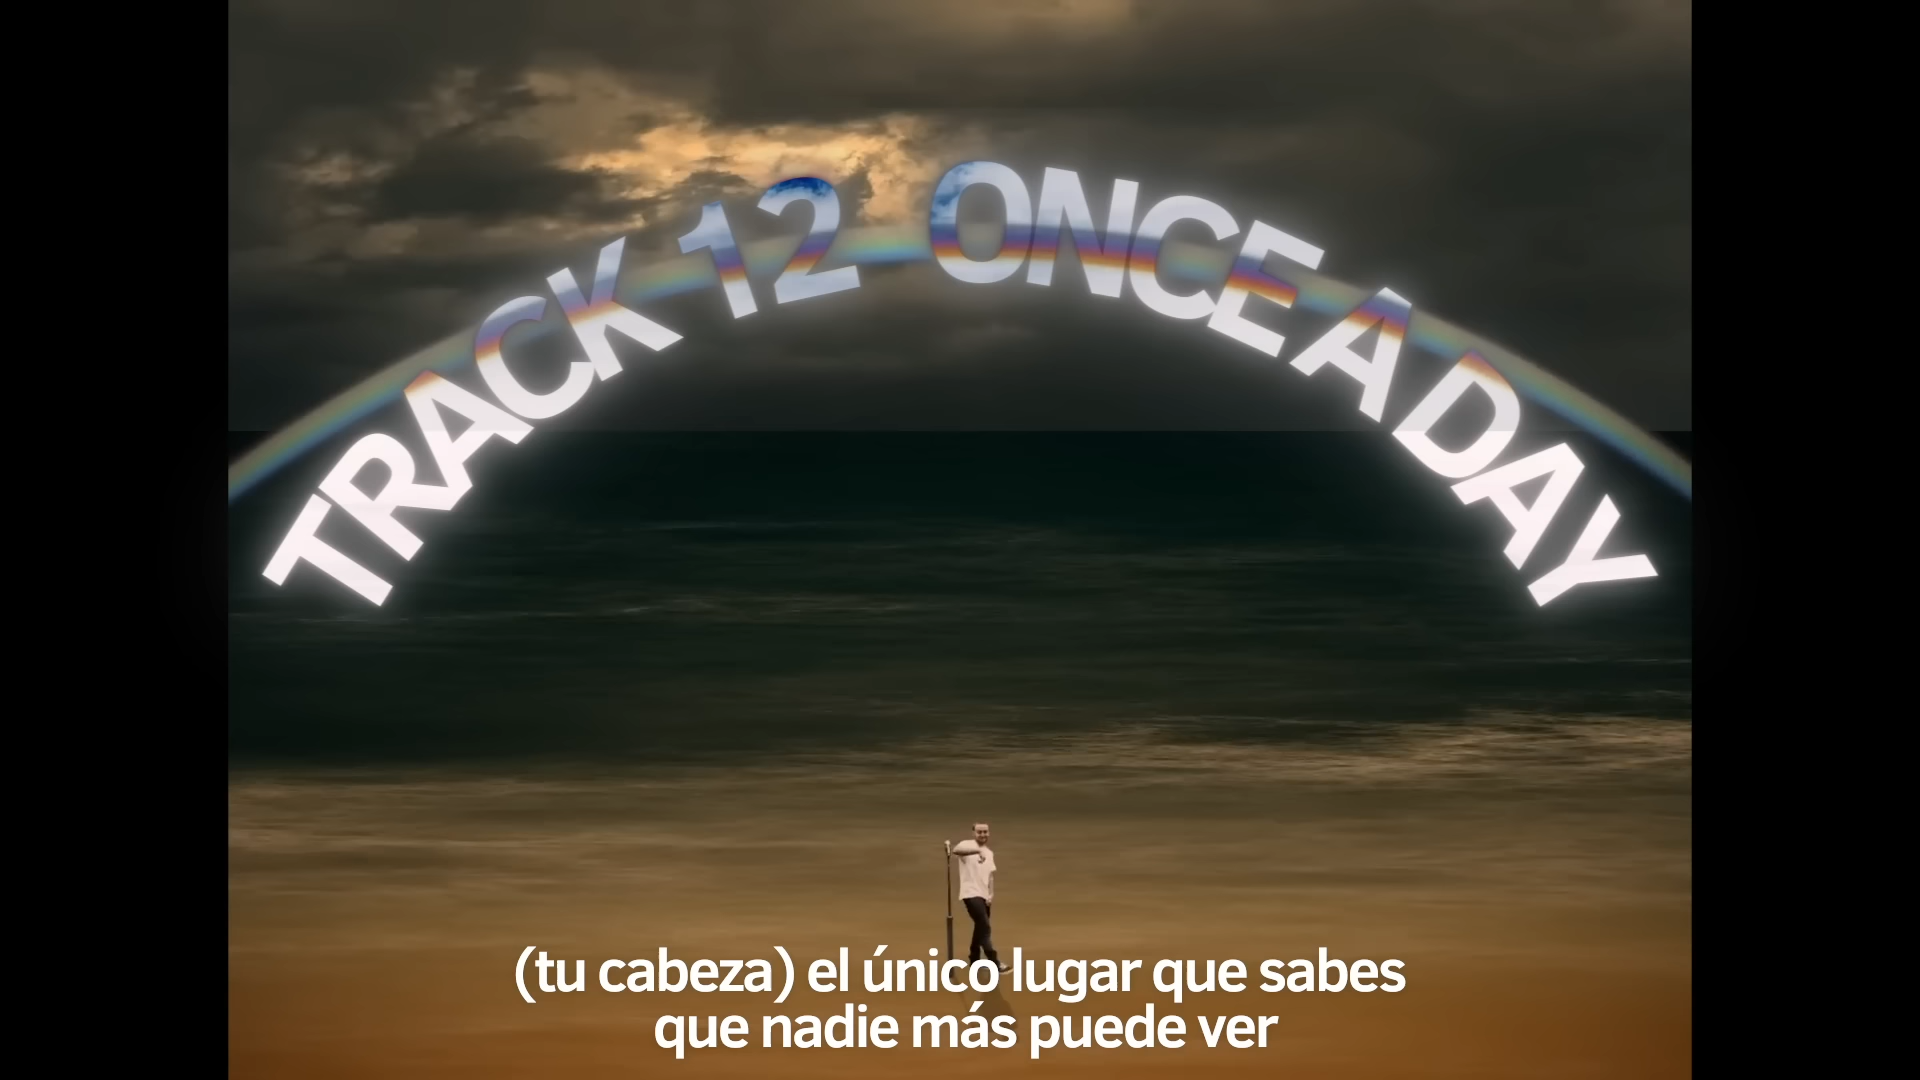 TRACK 12 ONCE A DAY
(tu cabeza) el único lugar que sabes
que nadie más puede ver